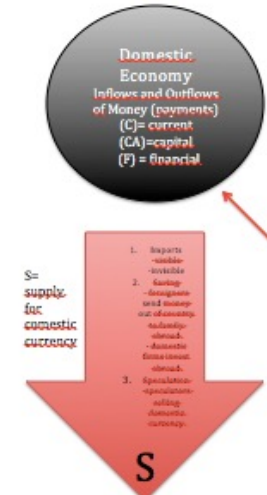 Domestic
Economy
Inflows and Outflows
of Money (payments)
(C)= current
(CA)=capital
(F) = financial
S=
supply
for
comestic
currency
1. Imports
-visible
-invisible
2. Saving
- foreigners
send money
out of country
to family
abroad.
- domestic
firms invest
abroad.
3. Speculation-
speculators
selling
domestic
currency.
S